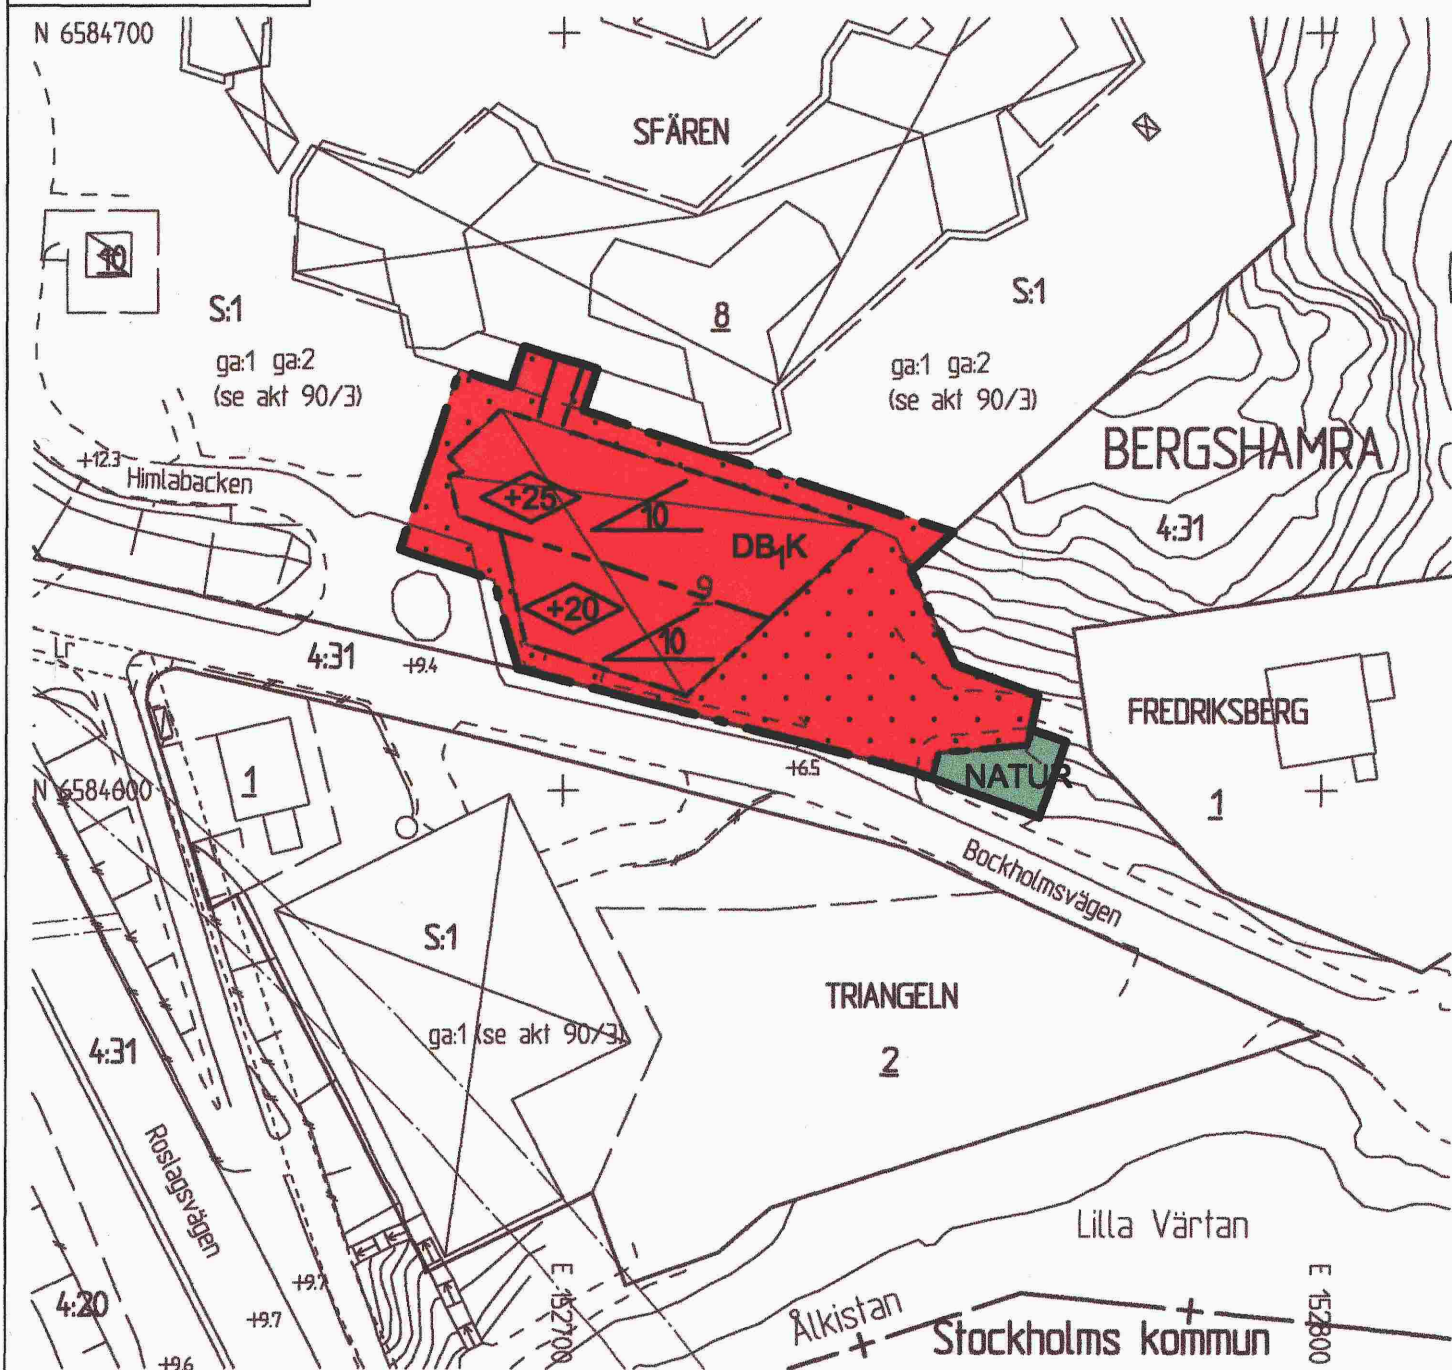 N 6584700
SFÄREN
10
S:1
8
S:1
ga:1 ga:2
(se akt 90/3)
ga:1 ga:2
(se akt 90/3)
BERGSHAMRA
+12.3
Himlabacken
+25
10
DB₁K
4:31
9
+20
10
4:31
+9.4
FREDRIKSBERG
+6.5
NATUR
N 6584600
1
1
Bockholmsvägen
S:1
TRIANGELN
ga:1 (se akt 90/3)
2
4:31
Roslagsvägen
Lilla Värtan
E 152700
E 152800
+9.7
4:20
+9.7
Ålkistan
Stockholms kommun
+9.6